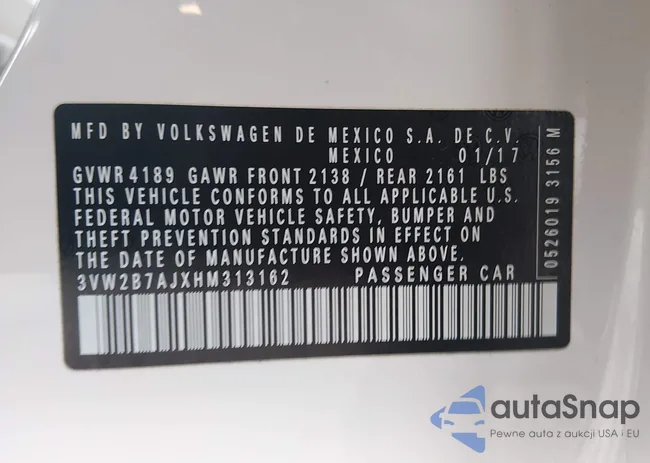 MFD BY VOLKSWAGEN DE MEXICO S.A. DE C.V.
MEXICO 01/17
GVWR 4189 GAWR FRONT 2138 / REAR 2161 LBS
THIS VEHICLE CONFORMS TO ALL APPLICABLE U.S.
FEDERAL MOTOR VEHICLE SAFETY, BUMPER AND
THEFT PREVENTION STANDARDS IN EFFECT ON
THE DATE OF MANUFACTURE SHOWN ABOVE.
3VW2B7AJXHM313162 PASSENGER CAR
0526019 3156 M
autaSnap
Pewne auta z aukcji USA i EU